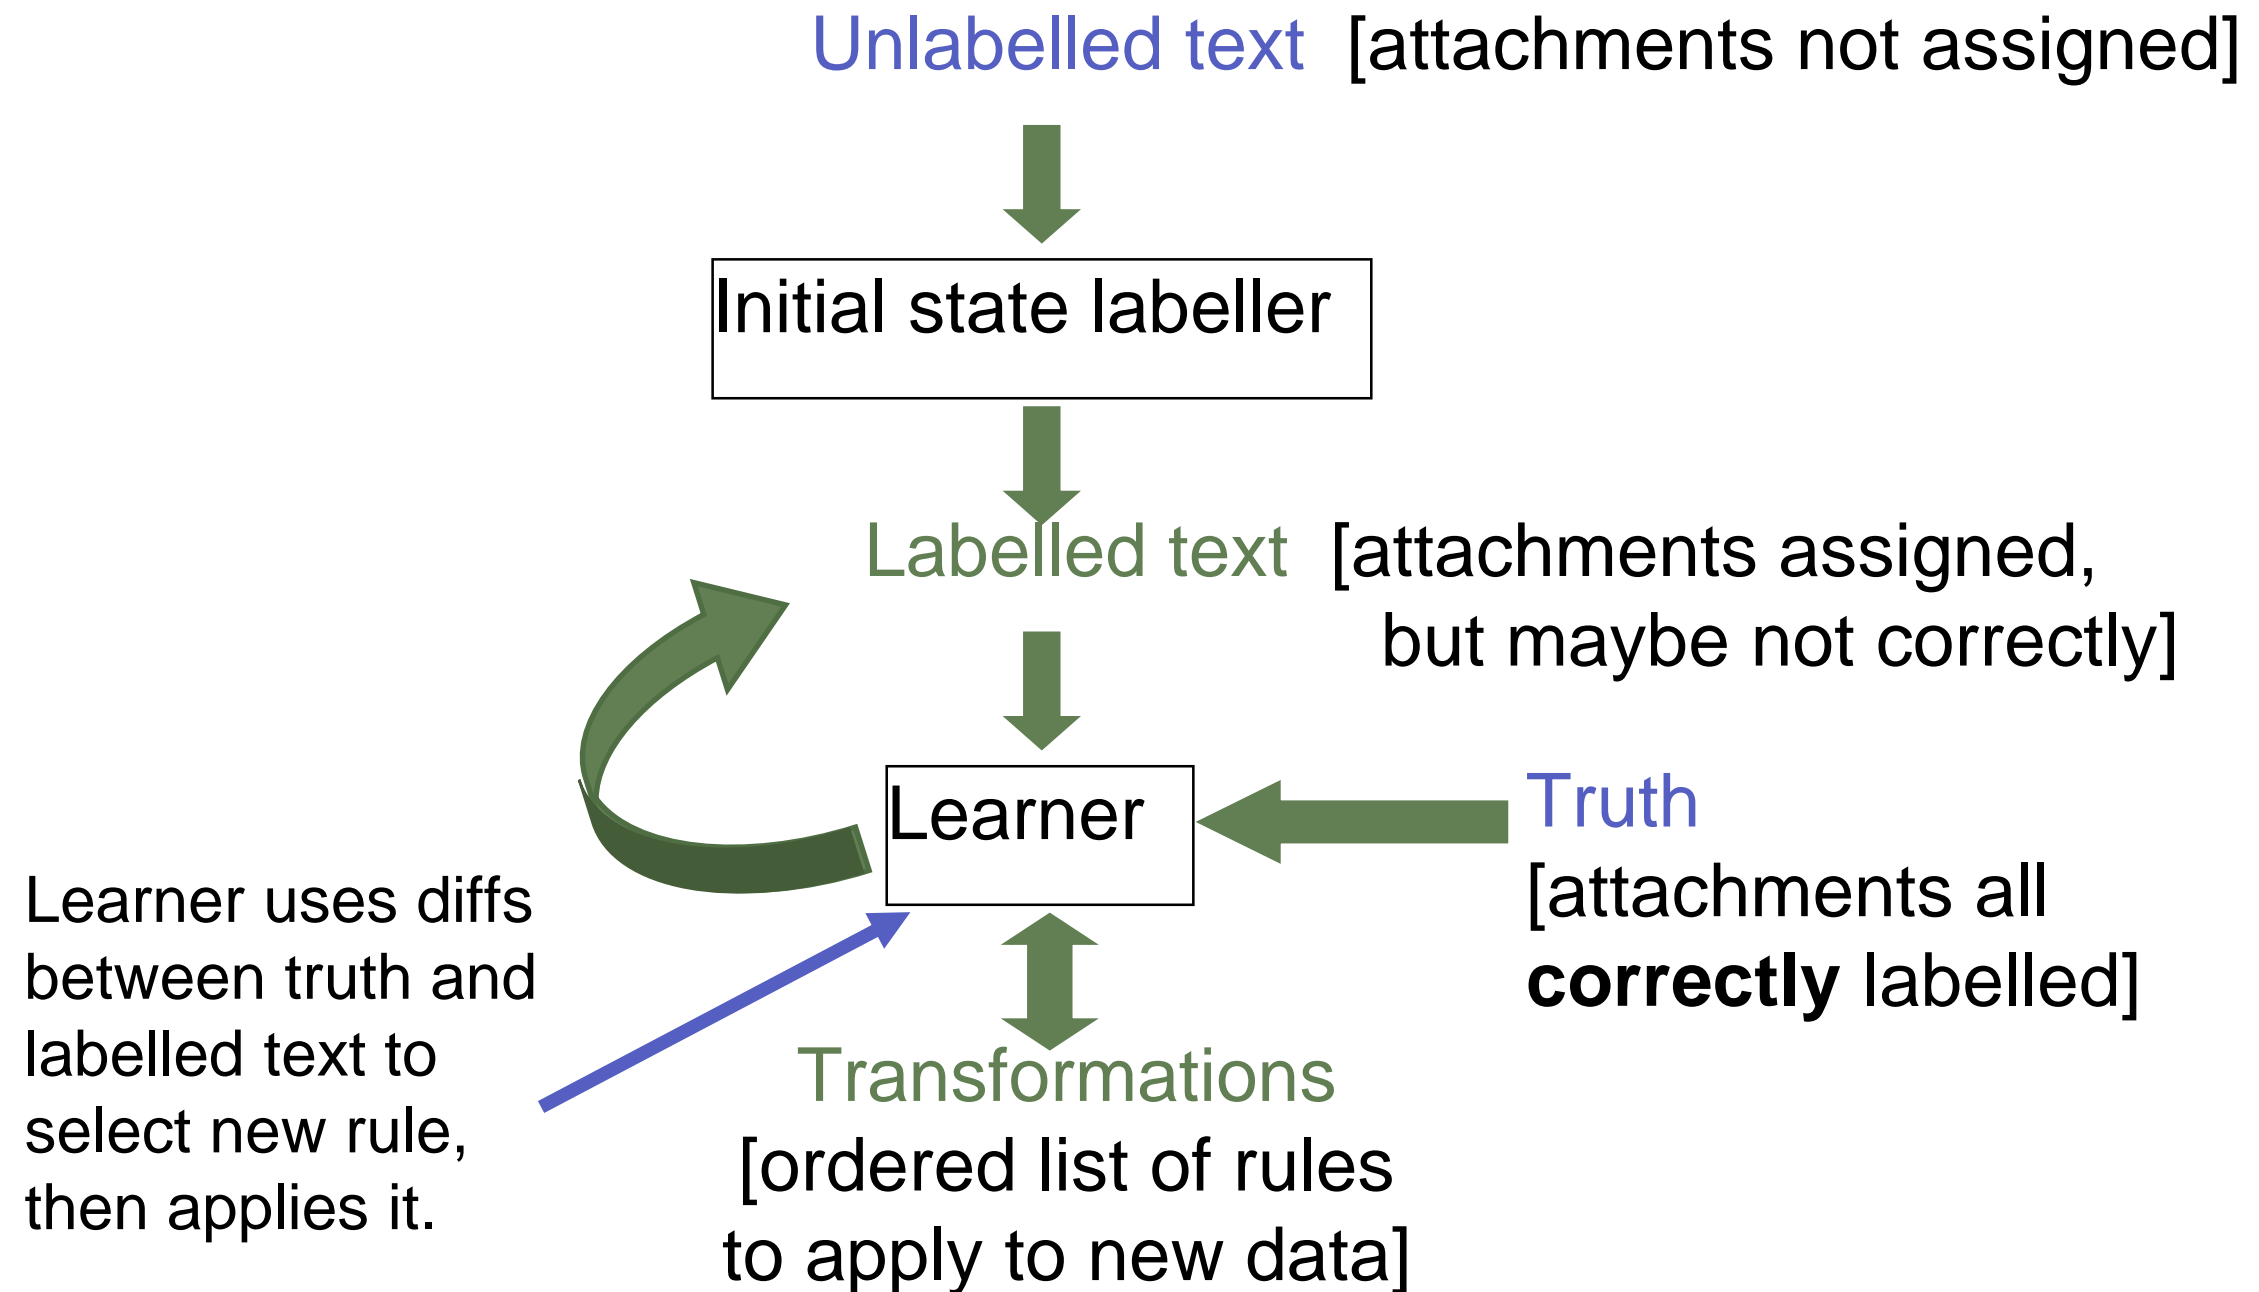 Unlabelled text [attachments not assigned]
Initial state labeller
Labelled text [attachments assigned,
but maybe not correctly]
Learner
Truth
[attachments all
correctly labelled]
Learner uses diffs
between truth and
labelled text to
select new rule,
then applies it.
Transformations
[ordered list of rules
to apply to new data]